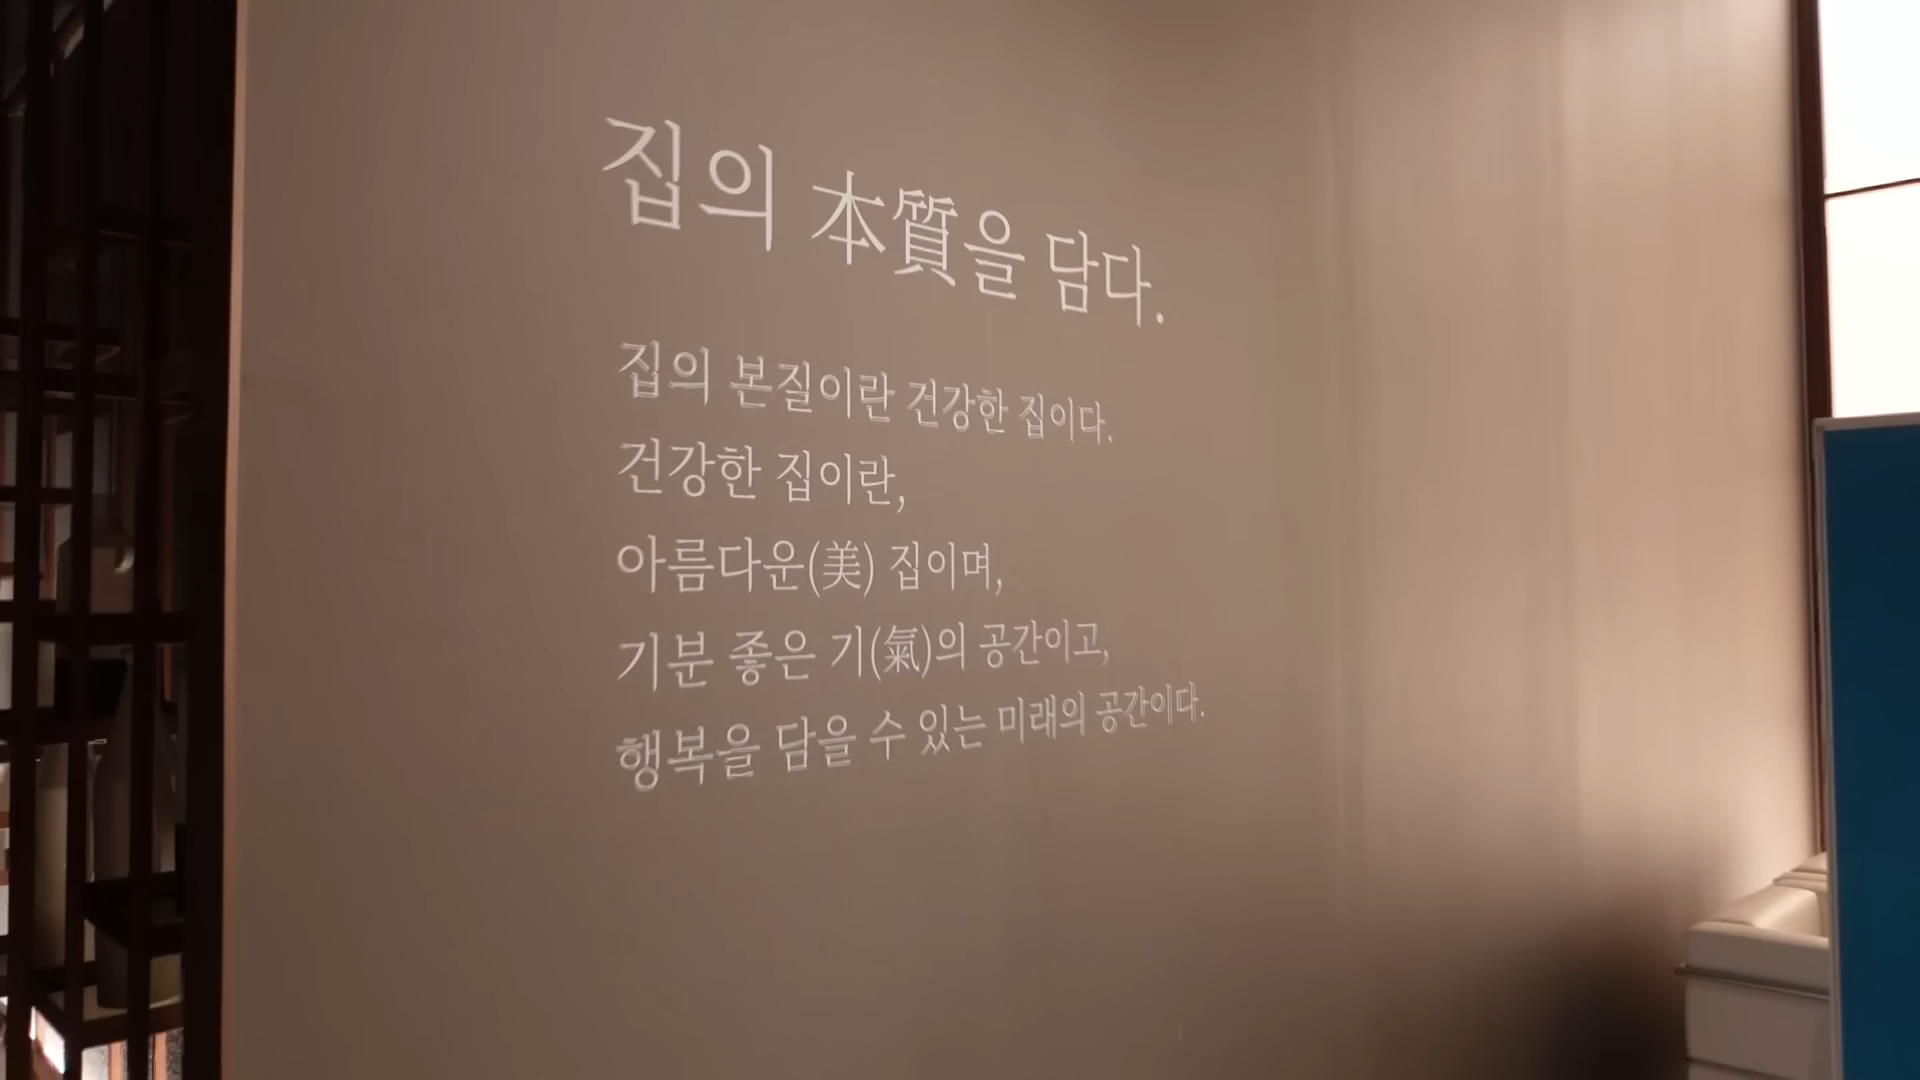 집의 本質을 담다.
집의 본질이란 건강한 집이다.
건강한 집이란,
아름다운(美) 집이며,
기분 좋은 기(氣)의 공간이고,
행복을 담을 수 있는 미래의 공간이다.